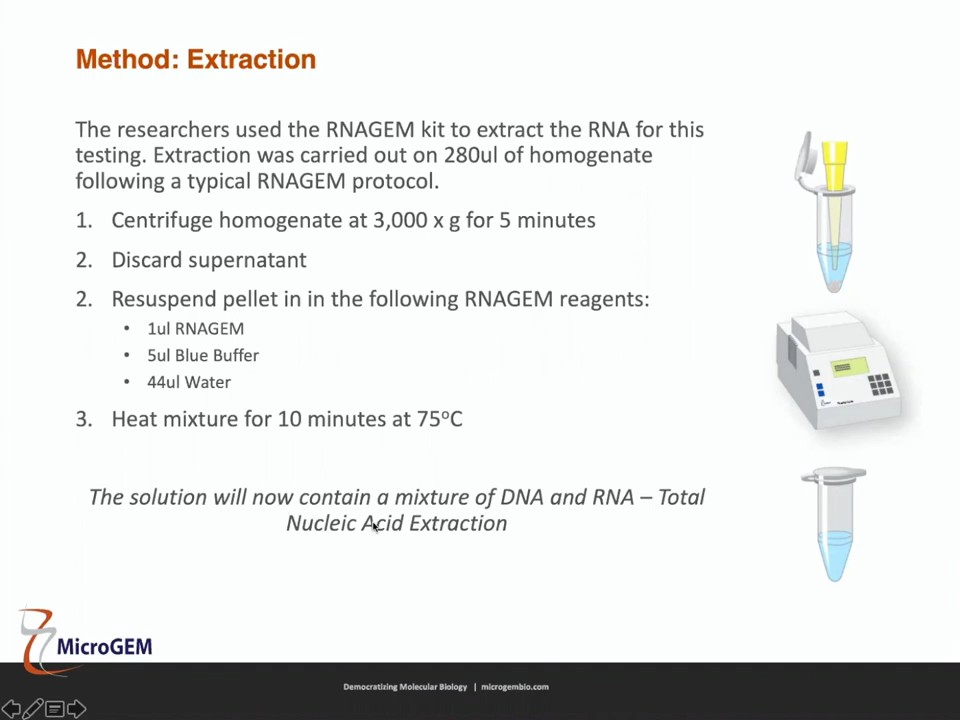 Method: Extraction
The researchers used the RNAGEM kit to extract the RNA for this
testing. Extraction was carried out on 280ul of homogenate
following a typical RNAGEM protocol.
1. Centrifuge homogenate at 3,000 x g for 5 minutes
2. Discard supernatant
2. Resuspend pellet in in the following RNAGEM reagents:
• 1ul RNAGEM
• 5ul Blue Buffer
• 44ul Water
3. Heat mixture for 10 minutes at 75°C
The solution will now contain a mixture of DNA and RNA – Total
Nucleic Acid Extraction
MicroGEM
Democratizing Molecular Biology | microgembio.com